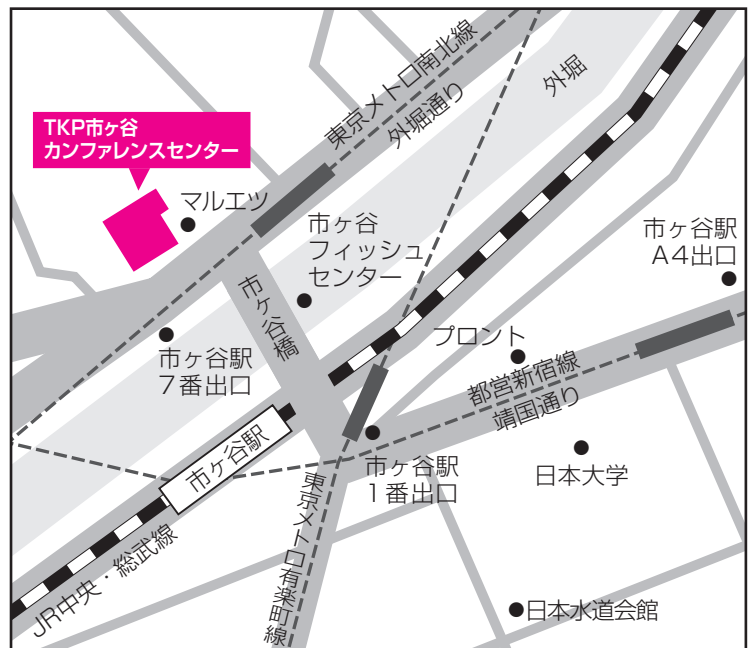 東京メトロ南北線
外堀通り
外堀
TKP市ヶ谷
カンファレンスセンター
マルエツ
市ヶ谷
フィッシュ
センター
市ヶ谷駅
A4出口
市ヶ谷橋
市ヶ谷駅
7番出口
プロント
都営新宿線
靖国通り
市ヶ谷駅
市ヶ谷駅
1番出口
日本大学
東京メトロ有楽町線
JR中央・総武線
日本水道会館